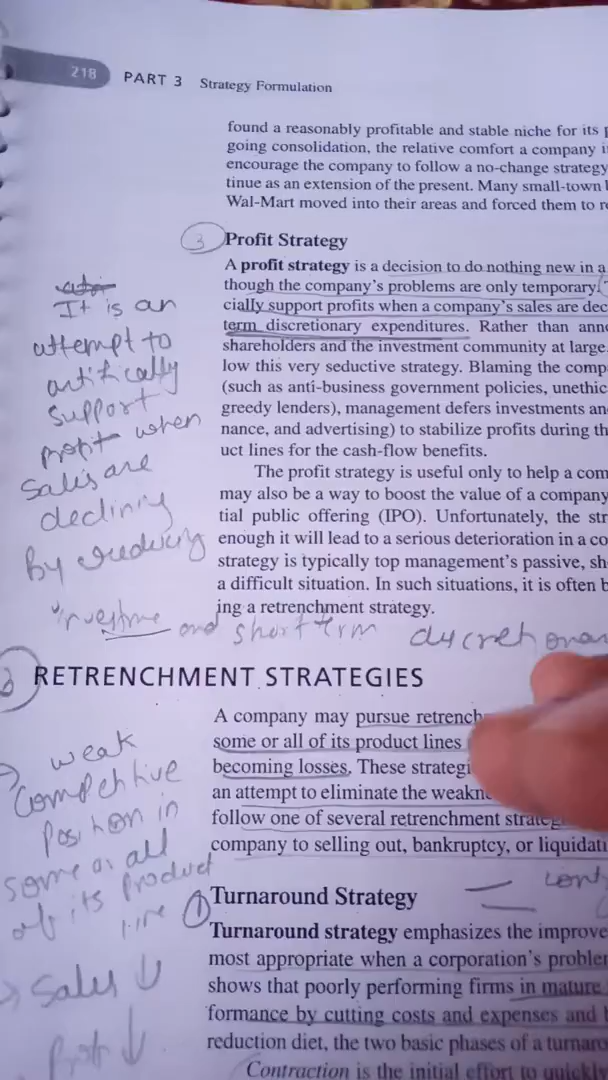 218 PART 3 Strategy Formulation
found a reasonably profitable and stable niche for its
going consolidation, the relative comfort a company
encourage the company to follow a no-change strategy
tinue as an extension of the present. Many small-town
Wal-Mart moved into their areas and forced them to
3 Profit Strategy
A profit strategy is a decision to do nothing new in a
though the company's problems are only temporary.
cially support profits when a company's sales are dec
term discretionary expenditures. Rather than ann
shareholders and the investment community at large
low this very seductive strategy. Blaming the comp
(such as anti-business government policies, unethic
greedy lenders), management defers investments an
nance, and advertising) to stabilize profits during th
uct lines for the cash-flow benefits.
The profit strategy is useful only to help a com
may also be a way to boost the value of a company
tial public offering (IPO). Unfortunately, the str
enough it will lead to a serious deterioration in a co
strategy is typically top management's passive, sh
a difficult situation. In such situations, it is often b
ing a retrenchment strategy.
It is an
attempt to
artifically
support
profit when
Sales are
declining
By reducing
investme and short term discretionar
RETRENCHMENT STRATEGIES
A company may pursue retrench
some or all of its product lines
becoming losses. These strategi
an attempt to eliminate the weakn
follow one of several retrenchment strateg
company to selling out, bankruptcy, or liquidati
weak
Competitive
Position in
Some or all
of its product
line
Sales ↓
cont
1 Turnaround Strategy
Turnaround strategy emphasizes the improve
most appropriate when a corporation's problem
shows that poorly performing firms in mature
formance by cutting costs and expenses and b
reduction diet, the two basic phases of a turnaro
Contraction is the initial effort to quickly